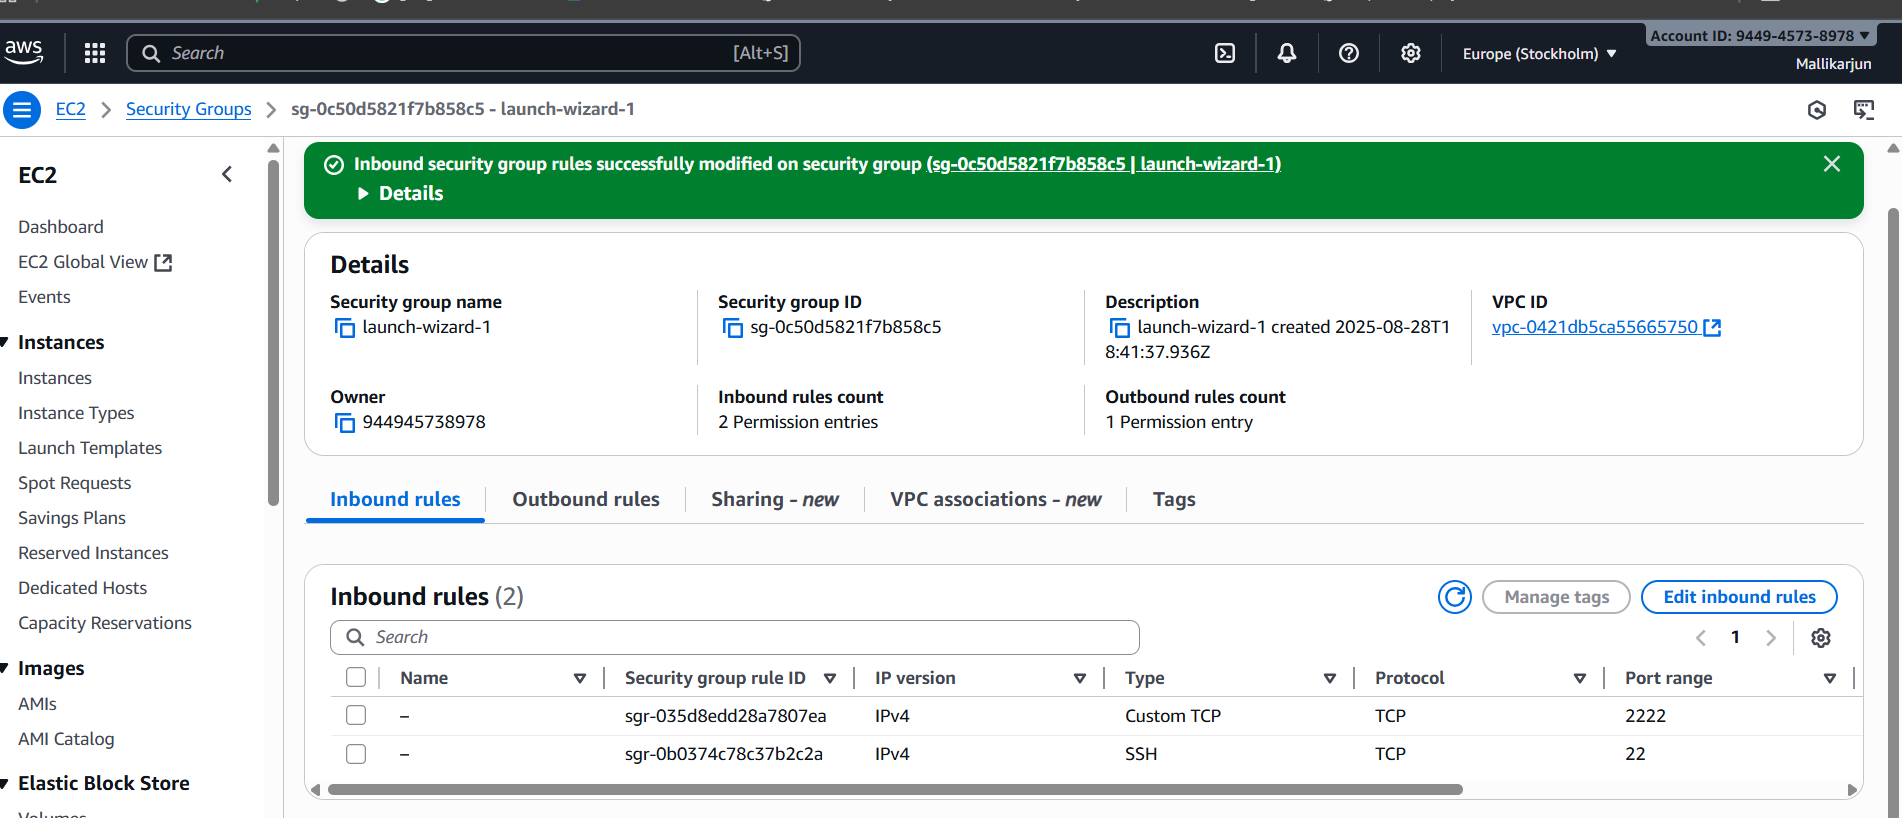 aws
Search
[Alt+S]
Europe (Stockholm)
Account ID: 9449-4573-8978
Mallikarjun
EC2
Security Groups
sg-0c50d5821f7b858c5 - launch-wizard-1
EC2
Dashboard
EC2 Global View
Events
Instances
Instances
Instance Types
Launch Templates
Spot Requests
Savings Plans
Reserved Instances
Dedicated Hosts
Capacity Reservations
Images
AMIs
AMI Catalog
Elastic Block Store
Volumes
Inbound security group rules successfully modified on security group (sg-0c50d5821f7b858c5 | launch-wizard-1)
Details
Details
Security group name
launch-wizard-1
Security group ID
sg-0c50d5821f7b858c5
Description
launch-wizard-1 created 2025-08-28T1
8:41:37.936Z
VPC ID
vpc-0421db5ca55665750
Owner
944945738978
Inbound rules count
2 Permission entries
Outbound rules count
1 Permission entry
Inbound rules
Outbound rules
Sharing - new
VPC associations - new
Tags
Inbound rules (2)
Manage tags
Edit inbound rules
Search
1
Name Security group rule ID IP version Type Protocol Port range
– sgr-035d8edd28a7807ea IPv4 Custom TCP TCP 2222
– sgr-0b0374c78c37b2c2a IPv4 SSH TCP 22